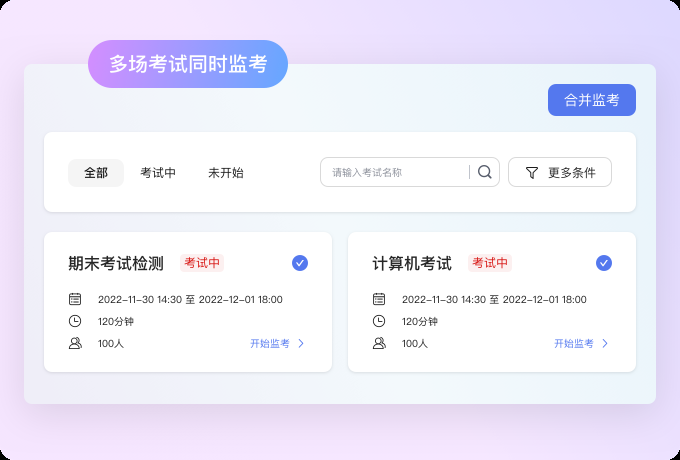 多场考试同时监考
合并监考
全部 考试中 未开始 请输入考试名称 更多条件
期末考试检测 考试中
2022-11-30 14:30 至 2022-12-01 18:00
120分钟
100人 开始监考
计算机考试 考试中
2022-11-30 14:30 至 2022-12-01 18:00
120分钟
100人 开始监考